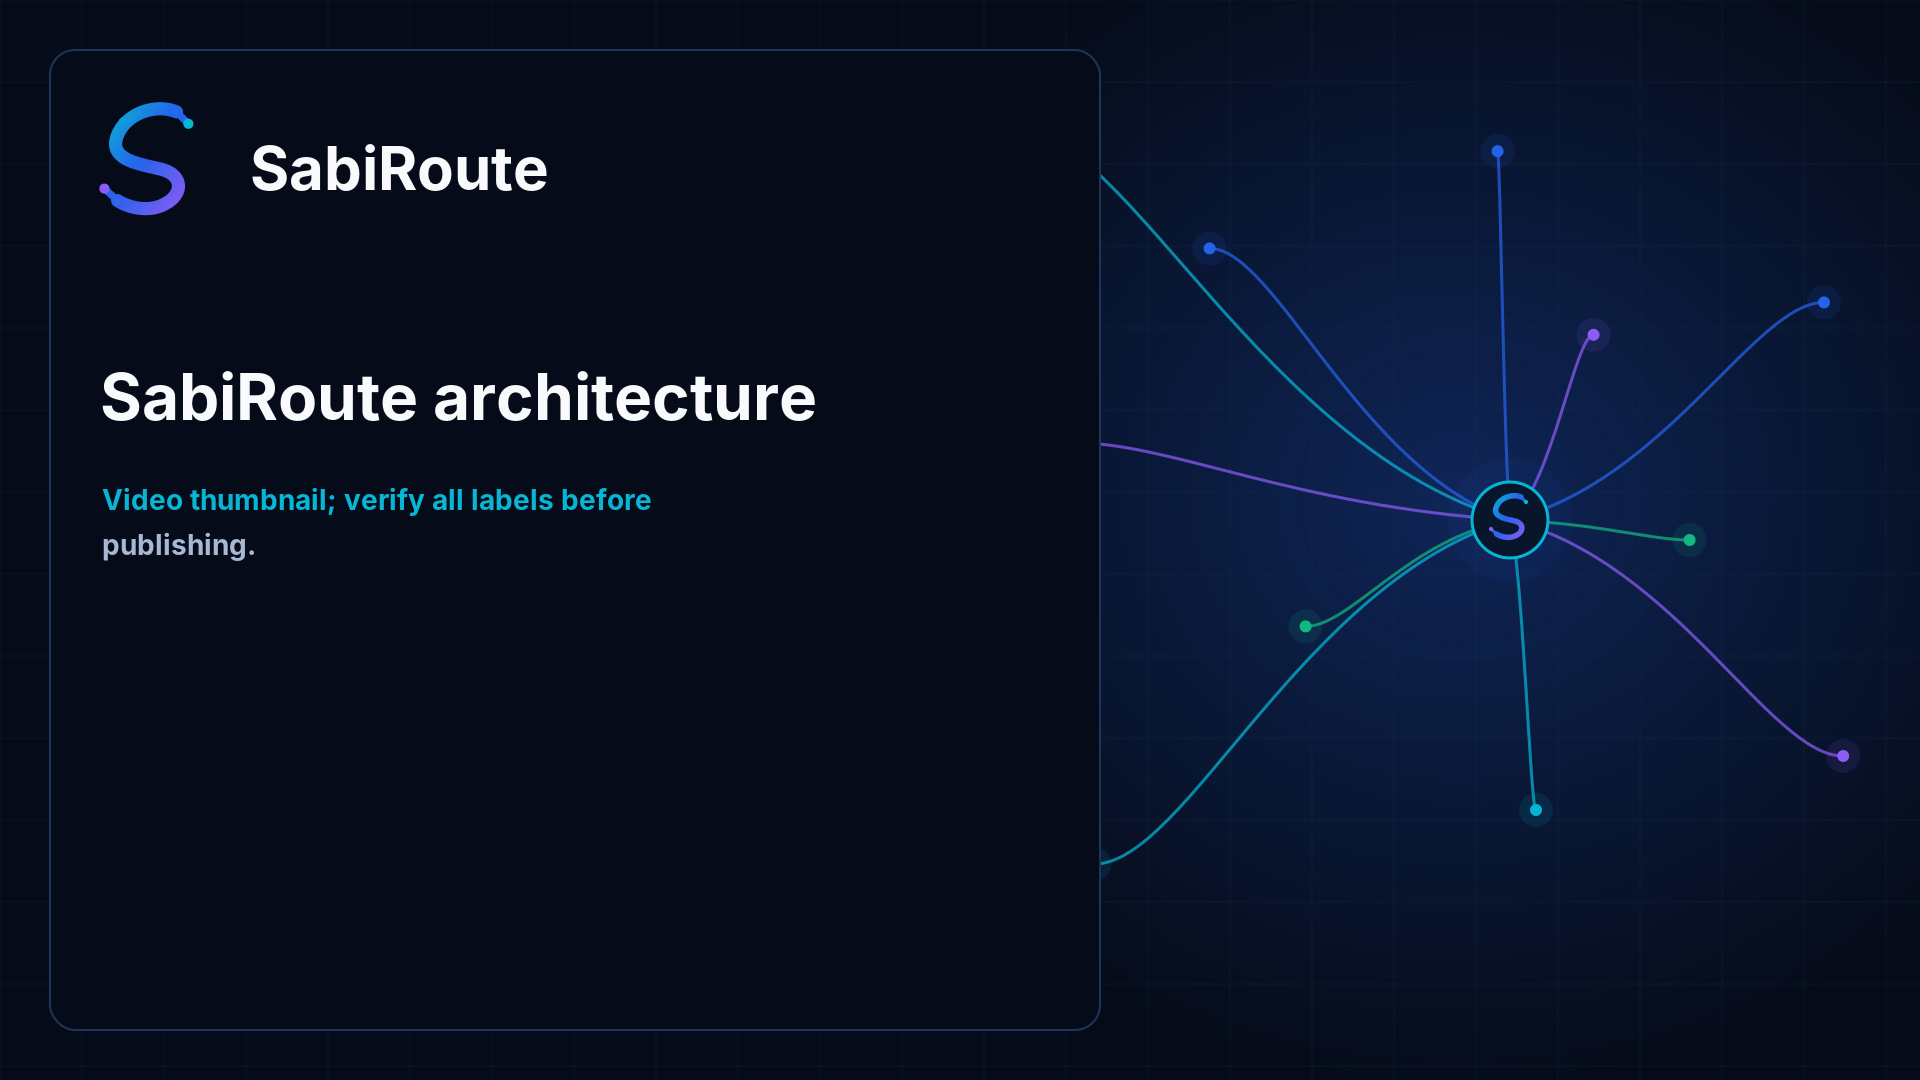 SabiRoute
SabiRoute architecture
Video thumbnail; verify all labels before
publishing.